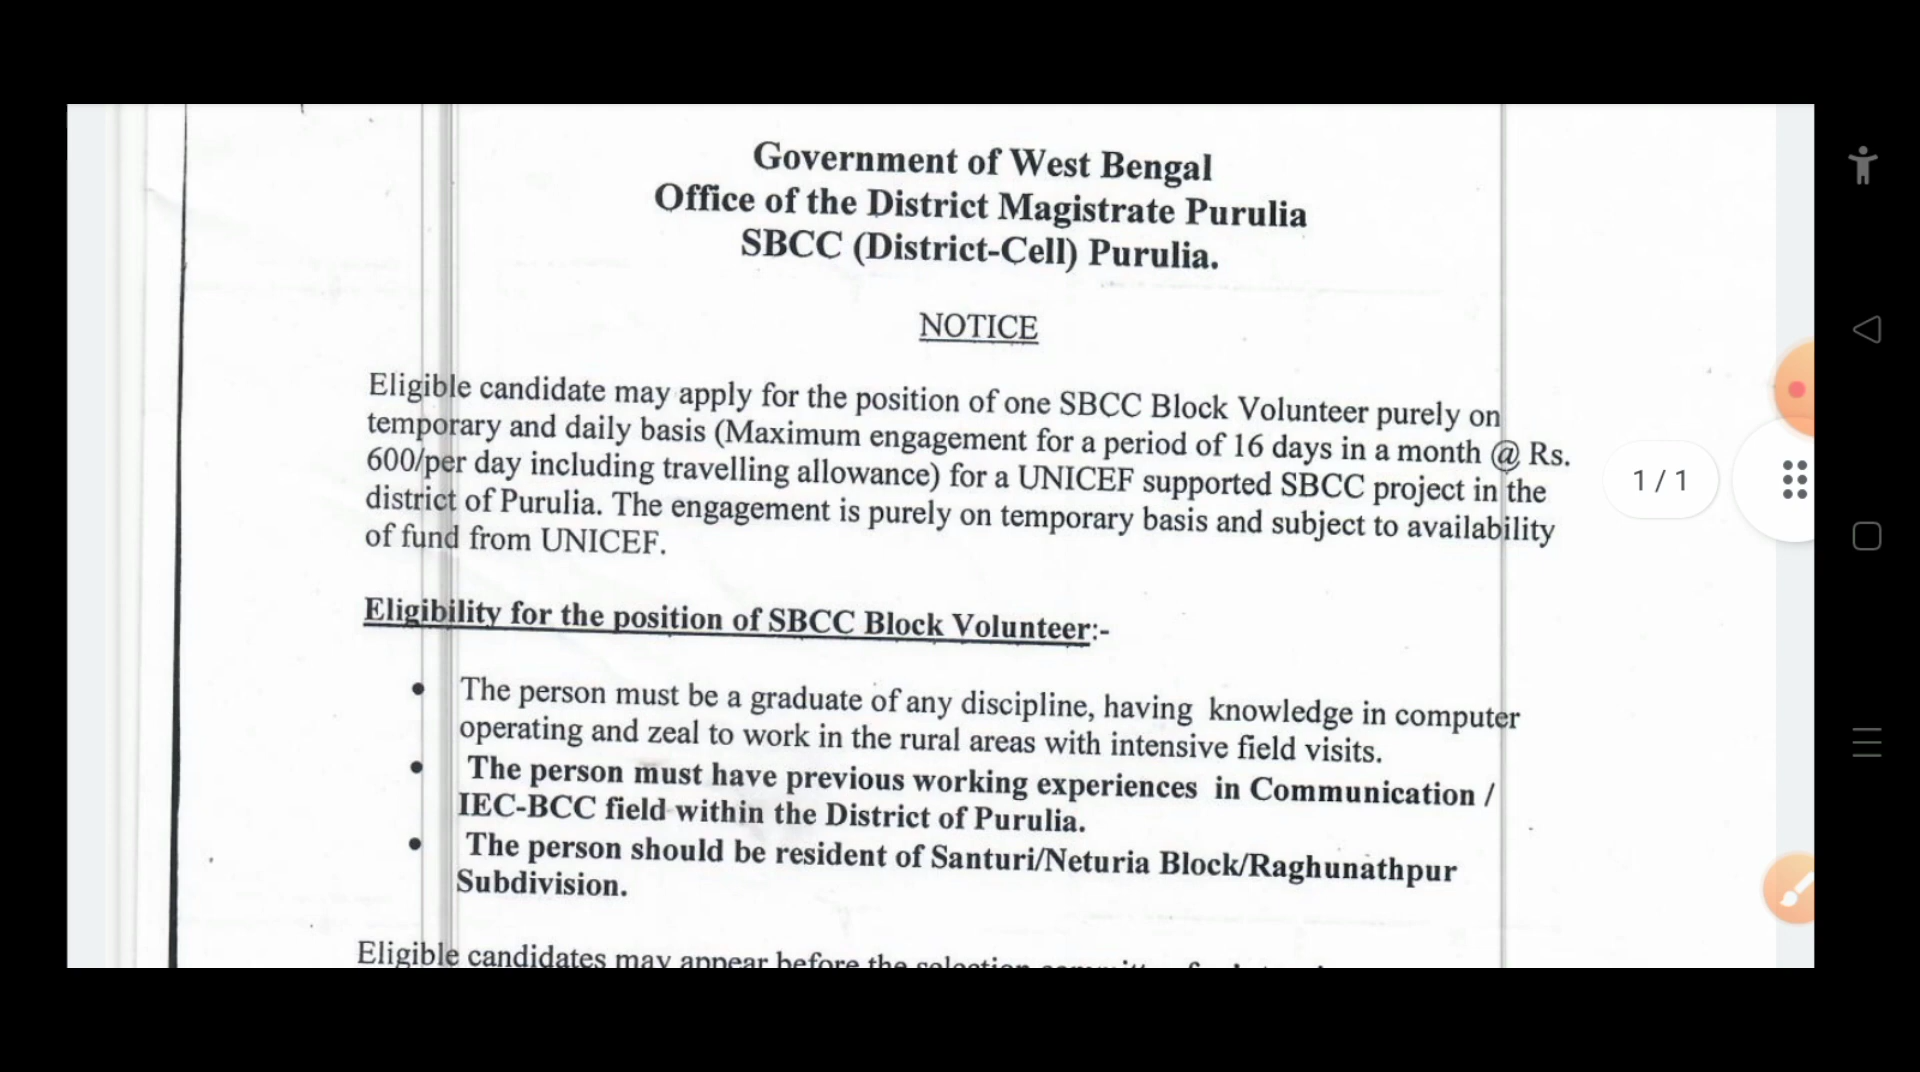 Government of West Bengal
Office of the District Magistrate Purulia
SBCC (District-Cell) Purulia.
NOTICE
Eligible candidate may apply for the position of one SBCC Block Volunteer purely on
temporary and daily basis (Maximum engagement for a period of 16 days in a month @ Rs.
600/per day including travelling allowance) for a UNICEF supported SBCC project in the
district of Purulia. The engagement is purely on temporary basis and subject to availability
of fund from UNICEF.
1 / 1
Eligibility for the position of SBCC Block Volunteer:-
• The person must be a graduate of any discipline, having knowledge in computer
operating and zeal to work in the rural areas with intensive field visits.
• The person must have previous working experiences in Communication /
IEC-BCC field within the District of Purulia.
• The person should be resident of Santuri/Neturia Block/Raghunathpur
Subdivision.
Eligible candidates may appear before the selection